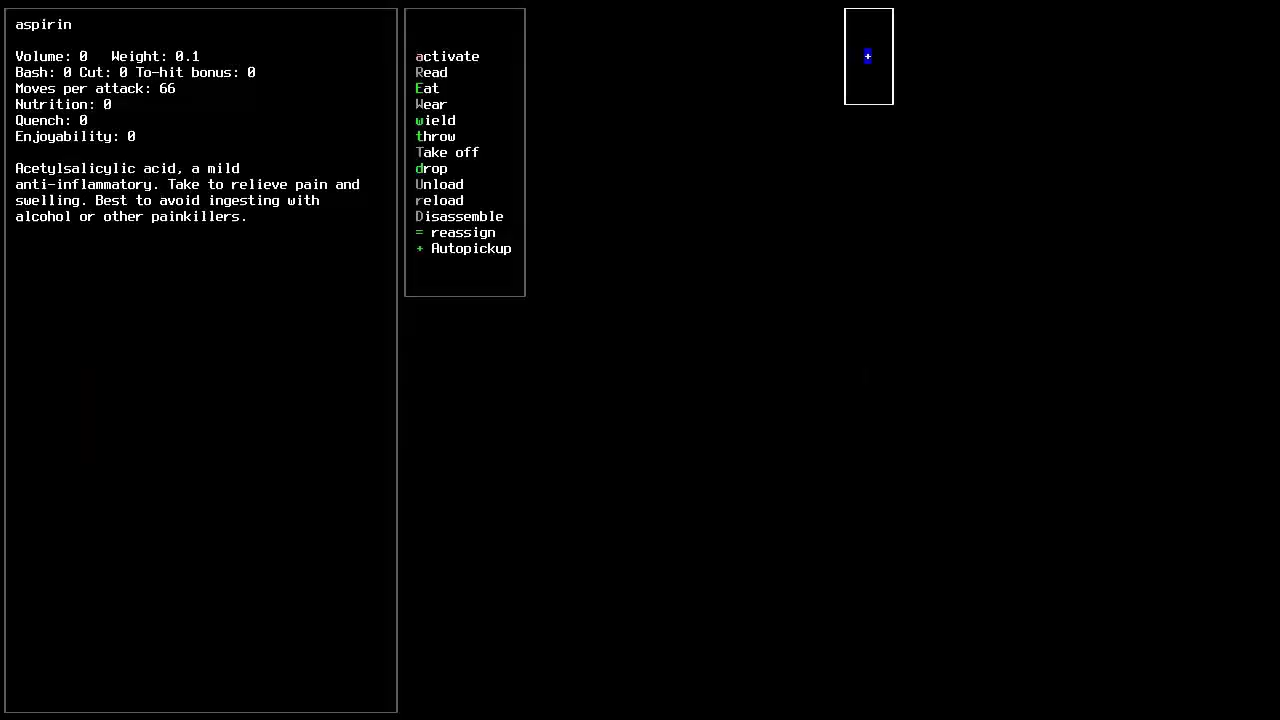 aspirin
Volume: 0   Weight: 0.1
Bash: 0 Cut: 0 To-hit bonus: 0
Moves per attack: 66
Nutrition: 0
Quench: 0
Enjoyability: 0
Acetylsalicylic acid, a mild
anti-inflammatory. Take to relieve pain and
swelling. Best to avoid ingesting with
alcohol or other painkillers.
activate
Read
Eat
Wear
wield
throw
Take off
drop
Unload
reload
Disassemble
= reassign
+ Autopickup
+